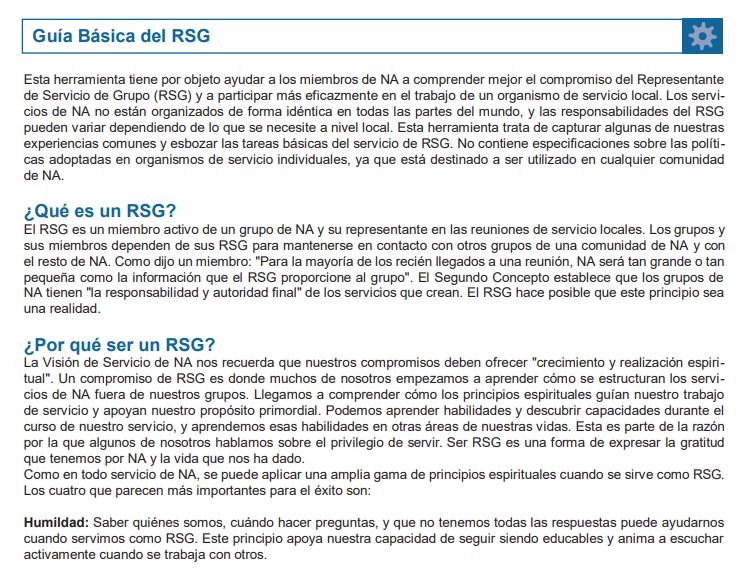 Guía Básica del RSG
Esta herramienta tiene por objeto ayudar a los miembros de NA a comprender mejor el compromiso del Representante
de Servicio de Grupo (RSG) y a participar más eficazmente en el trabajo de un organismo de servicio local. Los servi-
cios de NA no están organizados de forma idéntica en todas las partes del mundo, y las responsabilidades del RSG
pueden variar dependiendo de lo que se necesite a nivel local. Esta herramienta trata de capturar algunas de nuestras
experiencias comunes y esbozar las tareas básicas del servicio de RSG. No contiene especificaciones sobre las políti-
cas adoptadas en organismos de servicio individuales, ya que está destinado a ser utilizado en cualquier comunidad
de NA.
¿Qué es un RSG?
El RSG es un miembro activo de un grupo de NA y su representante en las reuniones de servicio locales. Los grupos y
sus miembros dependen de sus RSG para mantenerse en contacto con otros grupos de una comunidad de NA y con
el resto de NA. Como dijo un miembro: "Para la mayoría de los recién llegados a una reunión, NA será tan grande o tan
pequeña como la información que el RSG proporcione al grupo". El Segundo Concepto establece que los grupos de
NA tienen "la responsabilidad y autoridad final" de los servicios que crean. El RSG hace posible que este principio sea
una realidad.
¿Por qué ser un RSG?
La Visión de Servicio de NA nos recuerda que nuestros compromisos deben ofrecer "crecimiento y realización espiri-
tual". Un compromiso de RSG es donde muchos de nosotros empezamos a aprender cómo se estructuran los servi-
cios de NA fuera de nuestros grupos. Llegamos a comprender cómo los principios espirituales guían nuestro trabajo
de servicio y apoyan nuestro propósito primordial. Podemos aprender habilidades y descubrir capacidades durante el
curso de nuestro servicio, y aprendemos esas habilidades en otras áreas de nuestras vidas. Esta es parte de la razón
por la que algunos de nosotros hablamos sobre el privilegio de servir. Ser RSG es una forma de expresar la gratitud
que tenemos por NA y la vida que nos ha dado.
Como en todo servicio de NA, se puede aplicar una amplia gama de principios espirituales cuando se sirve como RSG.
Los cuatro que parecen más importantes para el éxito son:
Humildad: Saber quiénes somos, cuándo hacer preguntas, y que no tenemos todas las respuestas puede ayudarnos
cuando servimos como RSG. Este principio apoya nuestra capacidad de seguir siendo educables y anima a escuchar
activamente cuando se trabaja con otros.